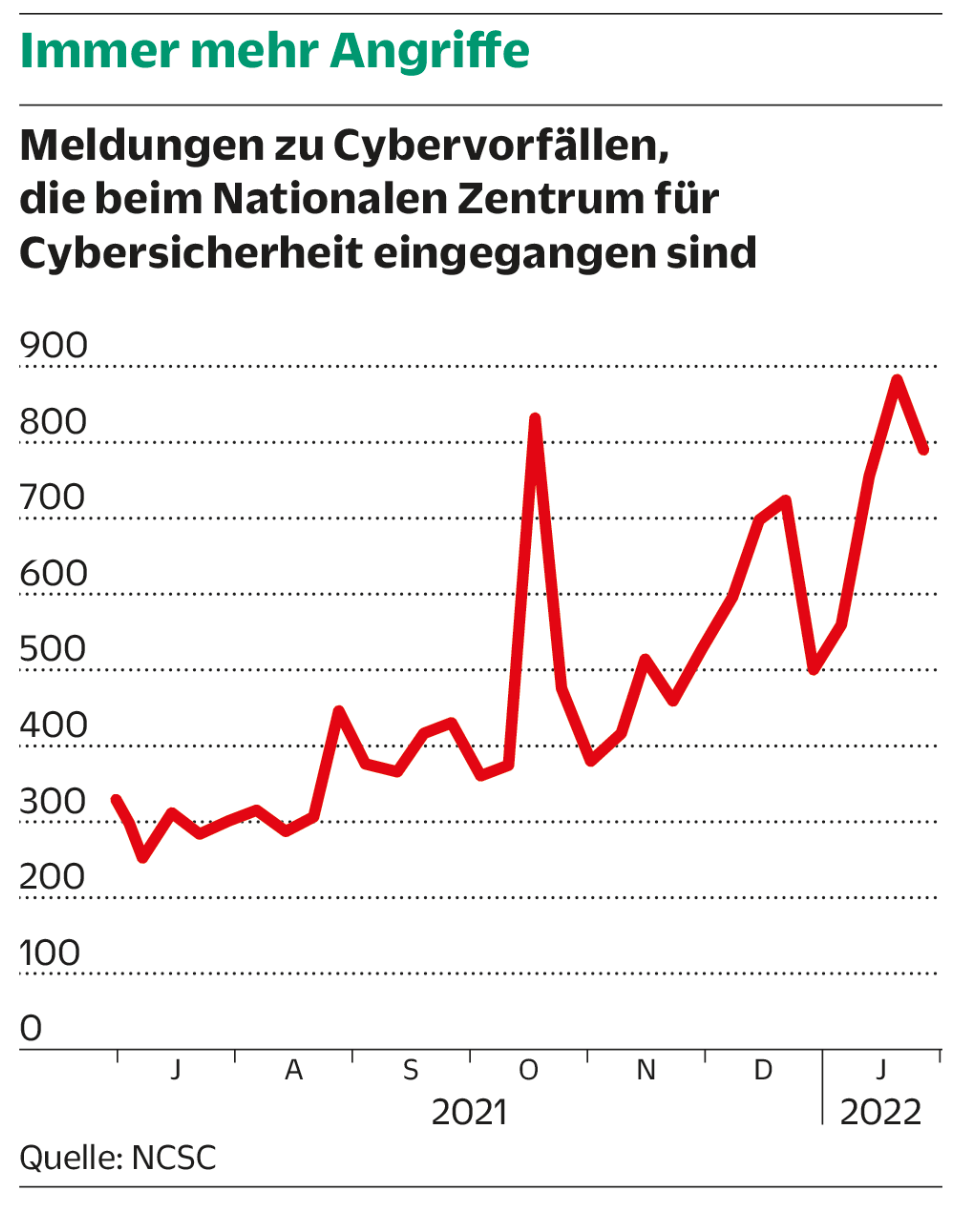 Immer mehr Angriffe
Meldungen zu Cybervorfällen,
die beim Nationalen Zentrum für
Cybersicherheit eingegangen sind
900
800
700
600
500
400
300
200
100
0
J A S O N D J
2021 2022
Quelle: NCSC